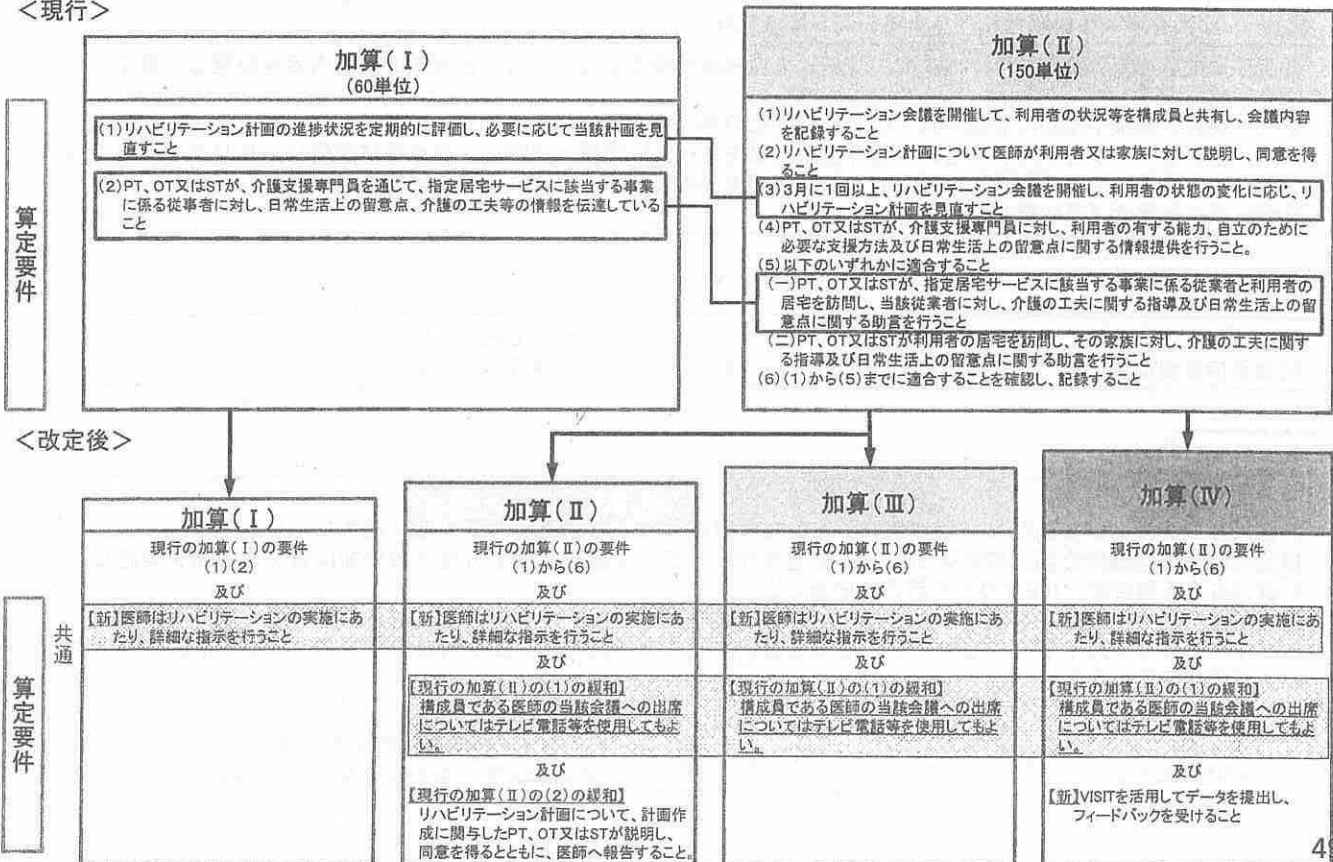 <現行>
加算(Ⅰ)
(60単位)
算定要件
(1)リハビリテーション計画の進捗状況を定期的に評価し、必要に応じて当該計画を見
直すこと
(2)PT、OT又はSTが、介護支援専門員を通じて、指定居宅サービスに該当する事業
に係る従事者に対し、日常生活上の留意点、介護の工夫等の情報を伝達している
こと
加算(Ⅱ)
(150単位)
(1)リハビリテーション会議を開催して、利用者の状況等を構成員と共有し、会議内容
を記録すること
(2)リハビリテーション計画について医師が利用者又は家族に対して説明し、同意を得
ること
(3)3月に1回以上、リハビリテーション会議を開催し、利用者の状態の変化に応じ、リ
ハビリテーション計画を見直すこと
(4)PT、OT又はSTが、介護支援専門員に対し、利用者の有する能力、自立のために
必要な支援方法及び日常生活上の留意点に関する情報提供を行うこと。
(5)以下のいずれかに適合すること
(一)PT、OT又はSTが、指定居宅サービスに該当する事業に係る従業者と利用者の
居宅を訪問し、当該従業者に対し、介護の工夫に関する指導及び日常生活上の留
意点に関する助言を行うこと
(二)PT、OT又はSTが利用者の居宅を訪問し、その家族に対し、介護の工夫に関す
る指導及び日常生活上の留意点に関する助言を行うこと
(6)(1)から(5)までに適合することを確認し、記録すること
<改定後>
算定要件
共通
加算(Ⅰ)
現行の加算(Ⅰ)の要件
(1)(2)
及び
【新】医師はリハビリテーションの実施にあ
たり、詳細な指示を行うこと
加算(Ⅱ)
現行の加算(Ⅱ)の要件
(1)から(6)
及び
【新】医師はリハビリテーションの実施にあ
たり、詳細な指示を行うこと
及び
【現行の加算(Ⅱ)の(1)の緩和】
構成員である医師の当該会議への出席
についてはテレビ電話等を使用してもよ
い。
及び
【現行の加算(Ⅱ)の(2)の緩和】
リハビリテーション計画について、計画作
成に関与したPT、OT又はSTが説明し、
同意を得るとともに、医師へ報告すること。
加算(Ⅲ)
現行の加算(Ⅱ)の要件
(1)から(6)
及び
【新】医師はリハビリテーションの実施にあ
たり、詳細な指示を行うこと
及び
【現行の加算(Ⅱ)の(1)の緩和】
構成員である医師の当該会議への出席
についてはテレビ電話等を使用してもよ
い。
加算(Ⅳ)
現行の加算(Ⅱ)の要件
(1)から(6)
及び
【新】医師はリハビリテーションの実施にあ
たり、詳細な指示を行うこと
及び
【現行の加算(Ⅱ)の(1)の緩和】
構成員である医師の当該会議への出席
についてはテレビ電話等を使用してもよ
い。
及び
【新】VISITを活用してデータを提出し、
フィードバックを受けること